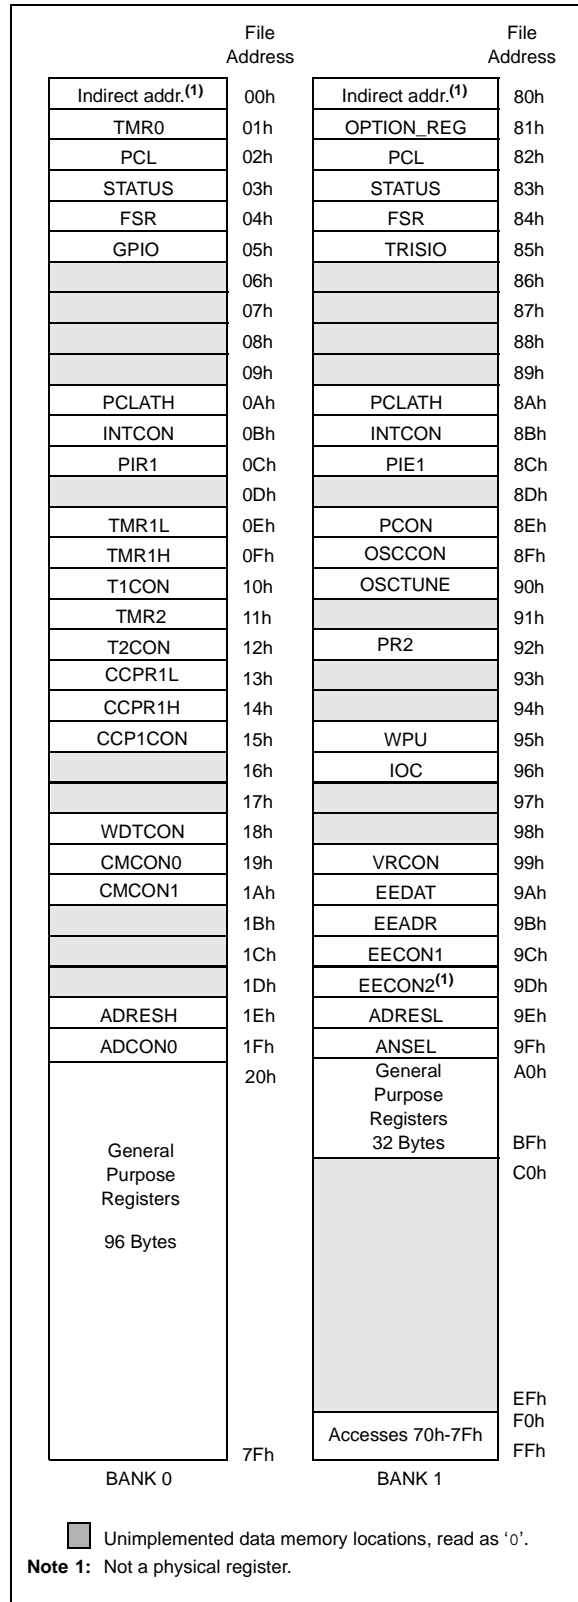 File Address File Address
Indirect addr.(1) 00h Indirect addr.(1) 80h
TMR0 01h OPTION_REG 81h
PCL 02h PCL 82h
STATUS 03h STATUS 83h
FSR 04h FSR 84h
GPIO 05h TRISIO 85h
06h 86h
07h 87h
08h 88h
09h 89h
PCLATH 0Ah PCLATH 8Ah
INTCON 0Bh INTCON 8Bh
PIR1 0Ch PIE1 8Ch
0Dh 8Dh
TMR1L 0Eh PCON 8Eh
TMR1H 0Fh OSCCON 8Fh
T1CON 10h OSCTUNE 90h
TMR2 11h 91h
T2CON 12h PR2 92h
CCPR1L 13h 93h
CCPR1H 14h 94h
CCP1CON 15h WPU 95h
16h IOC 96h
17h 97h
WDTCON 18h 98h
CMCON0 19h VRCON 99h
CMCON1 1Ah EEDAT 9Ah
1Bh EEADR 9Bh
1Ch EECON1 9Ch
1Dh EECON2(1) 9Dh
ADRESH 1Eh ADRESL 9Eh
ADCON0 1Fh ANSEL 9Fh
20h General A0h
Purpose
Registers
32 Bytes BFh
General
Purpose
Registers
96 Bytes
C0h
EFh
F0h
Accesses 70h-7Fh
7Fh FFh
BANK 0 BANK 1
Unimplemented data memory locations, read as ‘0’.
Note 1: Not a physical register.